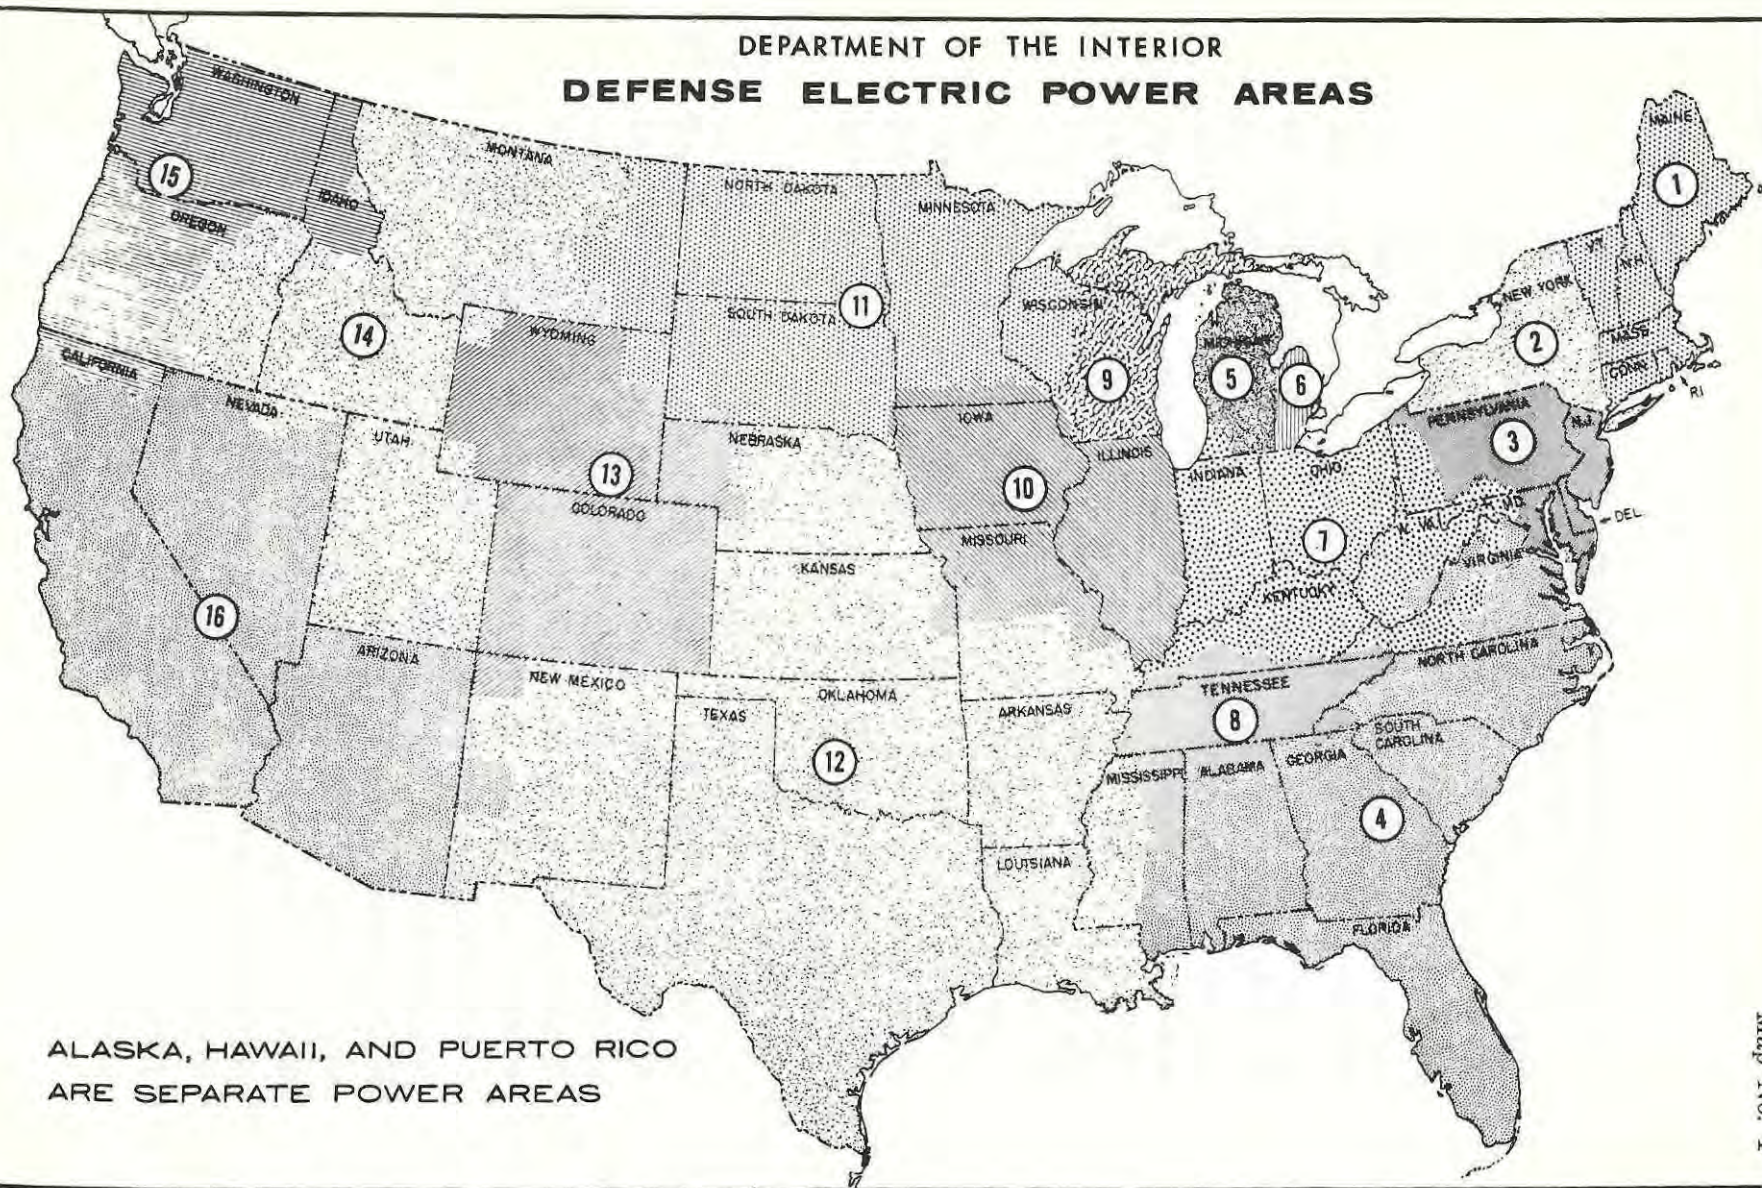 DEPARTMENT OF THE INTERIOR
DEFENSE ELECTRIC POWER AREAS
WASHINGTON
MONTANA
NORTH DAKOTA
MINNESOTA
MAINE
15
IDAHO
OREGON
1
VT.
N.H.
11
SOUTH DAKOTA
WISCONSIN
NEW YORK
14
WYOMING
MICHIGAN
2
MASS
CALIFORNIA
9
5
6
CONN
RI
NEVADA
UTAH
NEBRASKA
IOWA
ILLINOIS
PENNSYLVANIA
N.J.
3
13
10
INDIANA
OHIO
COLORADO
MISSOURI
7
W. VA.
MD.
DEL.
KANSAS
VIRGINIA
KENTUCKY
16
ARIZONA
NEW MEXICO
OKLAHOMA
TEXAS
ARKANSAS
TENNESSEE
NORTH CAROLINA
8
SOUTH
CAROLINA
12
MISSISSIPPI
ALABAMA
GEORGIA
4
LOUISIANA
FLORIDA
ALASKA, HAWAII, AND PUERTO RICO
ARE SEPARATE POWER AREAS